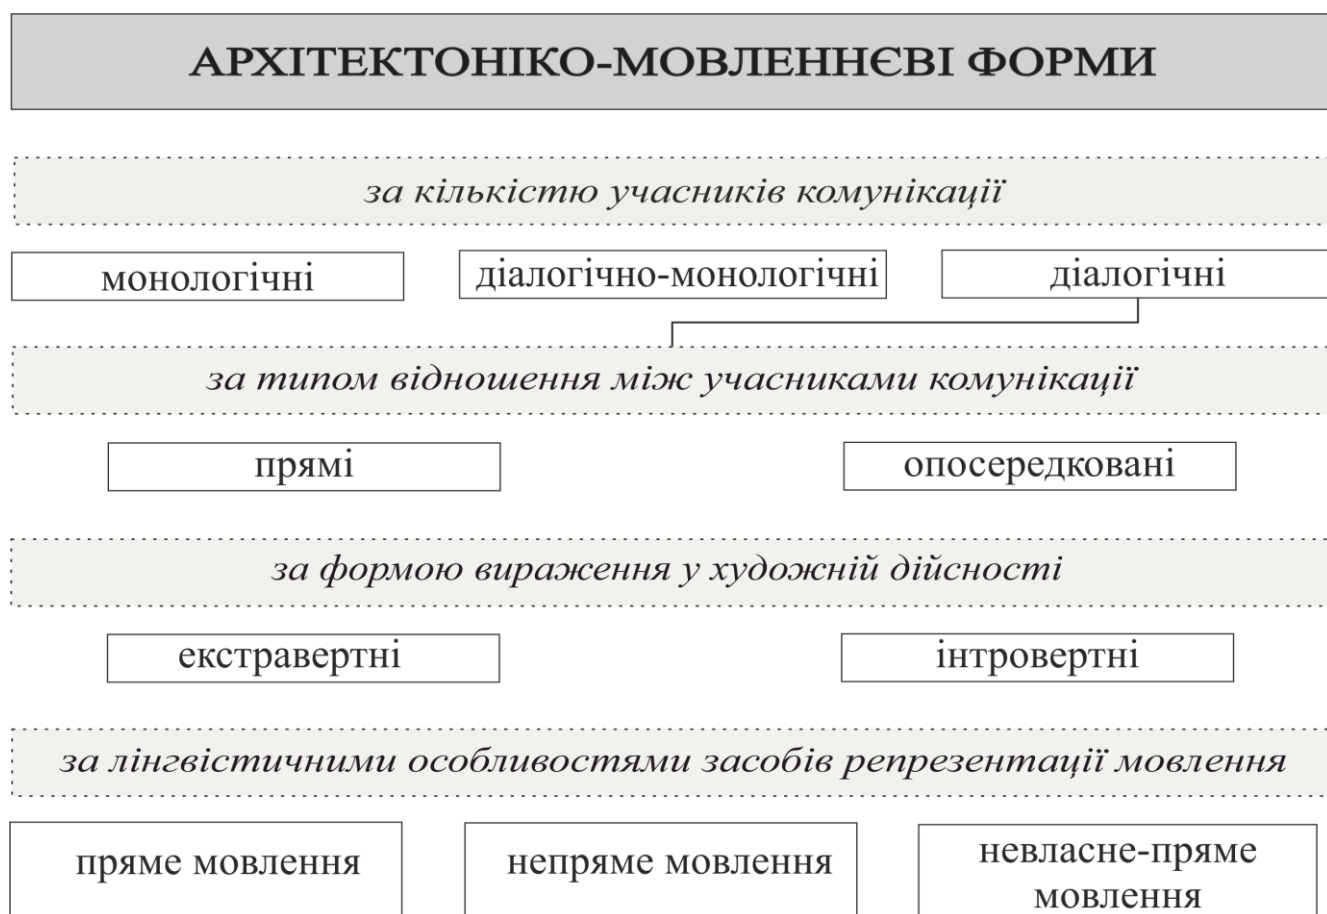 АРХІТЕКТОНІКО-МОВЛЕННЄВІ ФОРМИ
за кількістю учасників комунікації
монологічні
діалогічно-монологічні
діалогічні
за типом відношення між учасниками комунікації
прямі
опосередковані
за формою вираження у художній дійсності
екстравертні
інтровертні
за лінгвістичними особливостями засобів репрезентації мовлення
пряме мовлення
непряме мовлення
невласне-пряме
мовлення